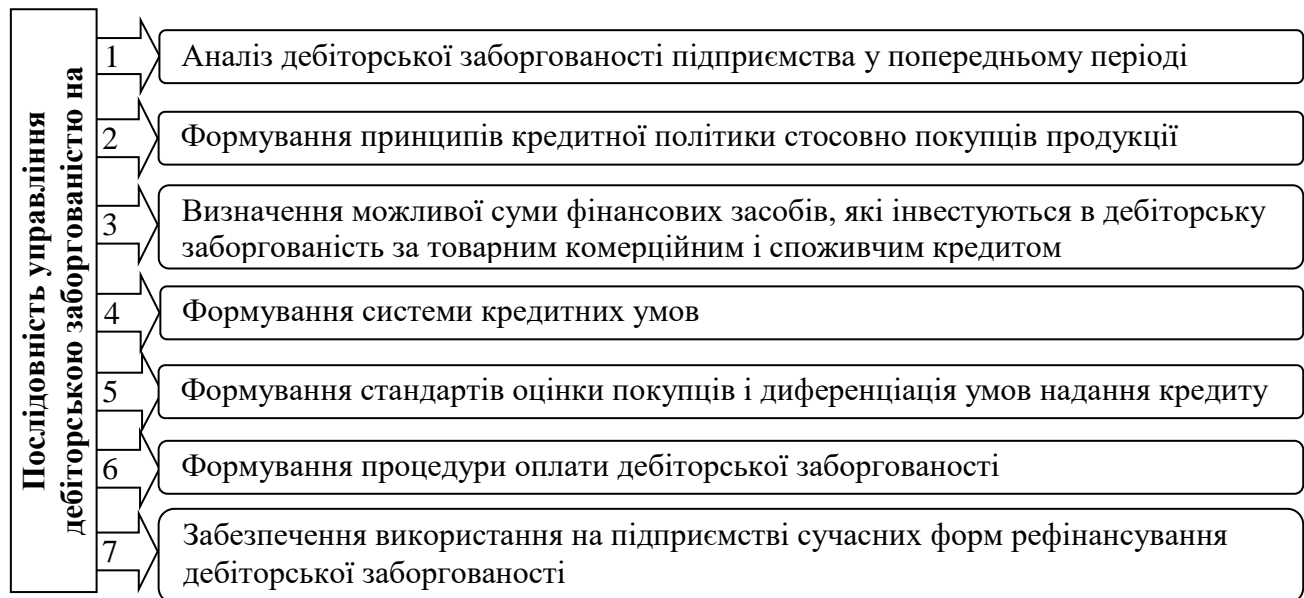 Послідовність управління
дебіторською заборгованістю на
1
Аналіз дебіторської заборгованості підприємства у попередньому періоді
2
Формування принципів кредитної політики стосовно покупців продукції
3
Визначення можливої суми фінансових засобів, які інвестуються в дебіторську
заборгованість за товарним комерційним і споживчим кредитом
4
Формування системи кредитних умов
5
Формування стандартів оцінки покупців і диференціація умов надання кредиту
6
Формування процедури оплати дебіторської заборгованості
7
Забезпечення використання на підприємстві сучасних форм рефінансування
дебіторської заборгованості